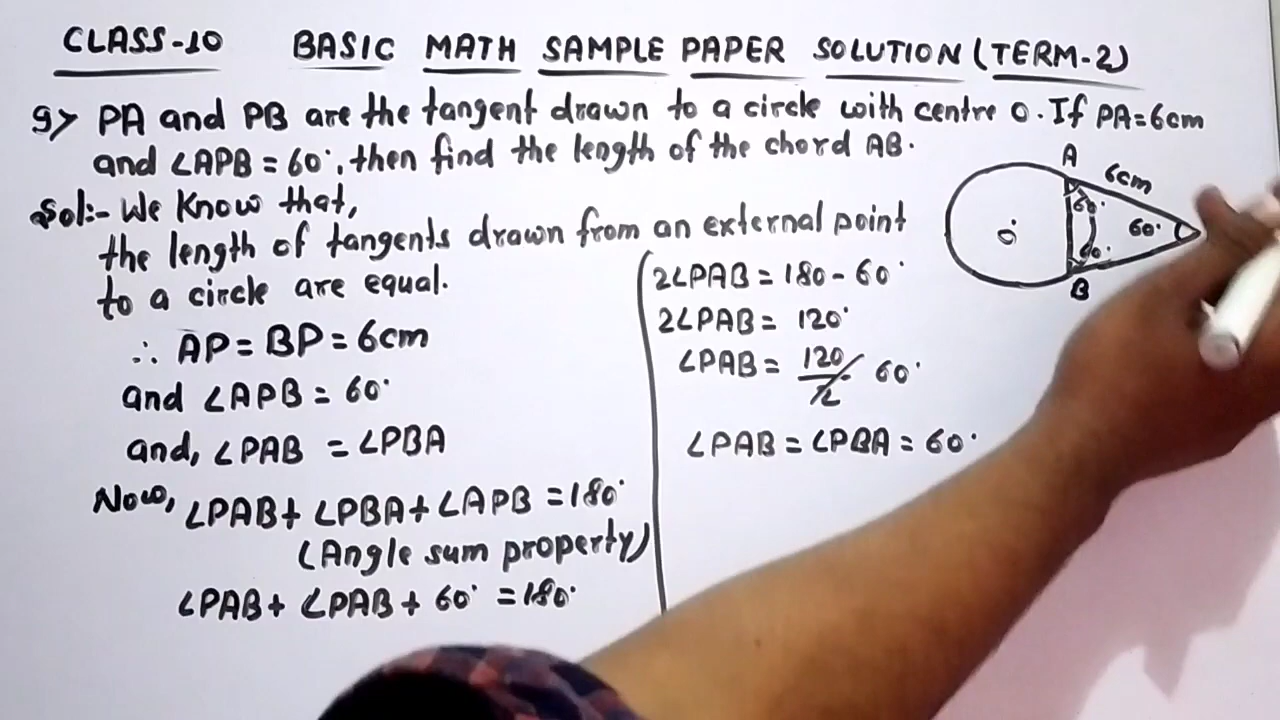 CLASS-10 BASIC MATH SAMPLE PAPER SOLUTION (TERM-2)
9> PA and PB are the tangent drawn to a circle with centre O. If PA=6cm
and ∠APB = 60°, then find the length of the chord AB.
Sol:- We Know that,
the length of tangents drawn from an external point
to a circle are equal.
∴ AP = BP = 6cm
and ∠APB = 60°
and, ∠PAB = ∠PBA
Now, ∠PAB + ∠PBA + ∠APB = 180°
(Angle sum property)
∠PAB + ∠PAB + 60° = 180°
2∠PAB = 180 - 60°
2∠PAB = 120°
∠PAB = 120/2 60°
∠PAB = ∠PBA = 60°
A
6cm
60°
60°
O
60°
B